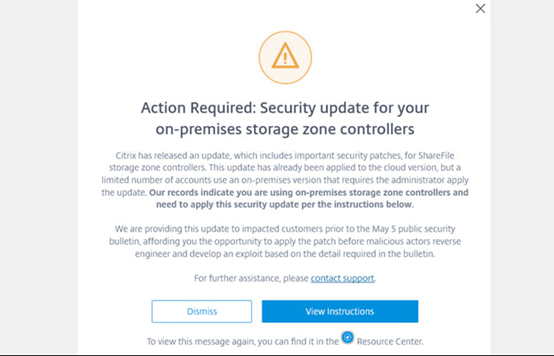 Action Required: Security update for your
on-premises storage zone controllers
Citrix has released an update, which includes important security patches, for ShareFile
storage zone controllers. This update has already been applied to the cloud version, but a
limited number of accounts use an on-premises version that requires the administrator apply
the update. Our records indicate you are using on-premises storage zone controllers and
need to apply this security update per the instructions below.
We are providing this update to impacted customers prior to the May 5 public security
bulletin, affording you the opportunity to apply the patch before malicious actors reverse
engineer and develop an exploit based on the detail required in the bulletin.
For further assistance, please contact support.
Dismiss
View Instructions
To view this message again, you can find it in the Resource Center.